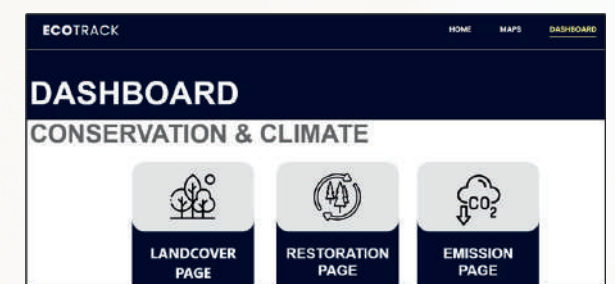 ECOTRACK
HOME MAPS DASHBOARD
DASHBOARD
CONSERVATION & CLIMATE
CO2
LANDCOVER PAGE
RESTORATION PAGE
EMISSION PAGE